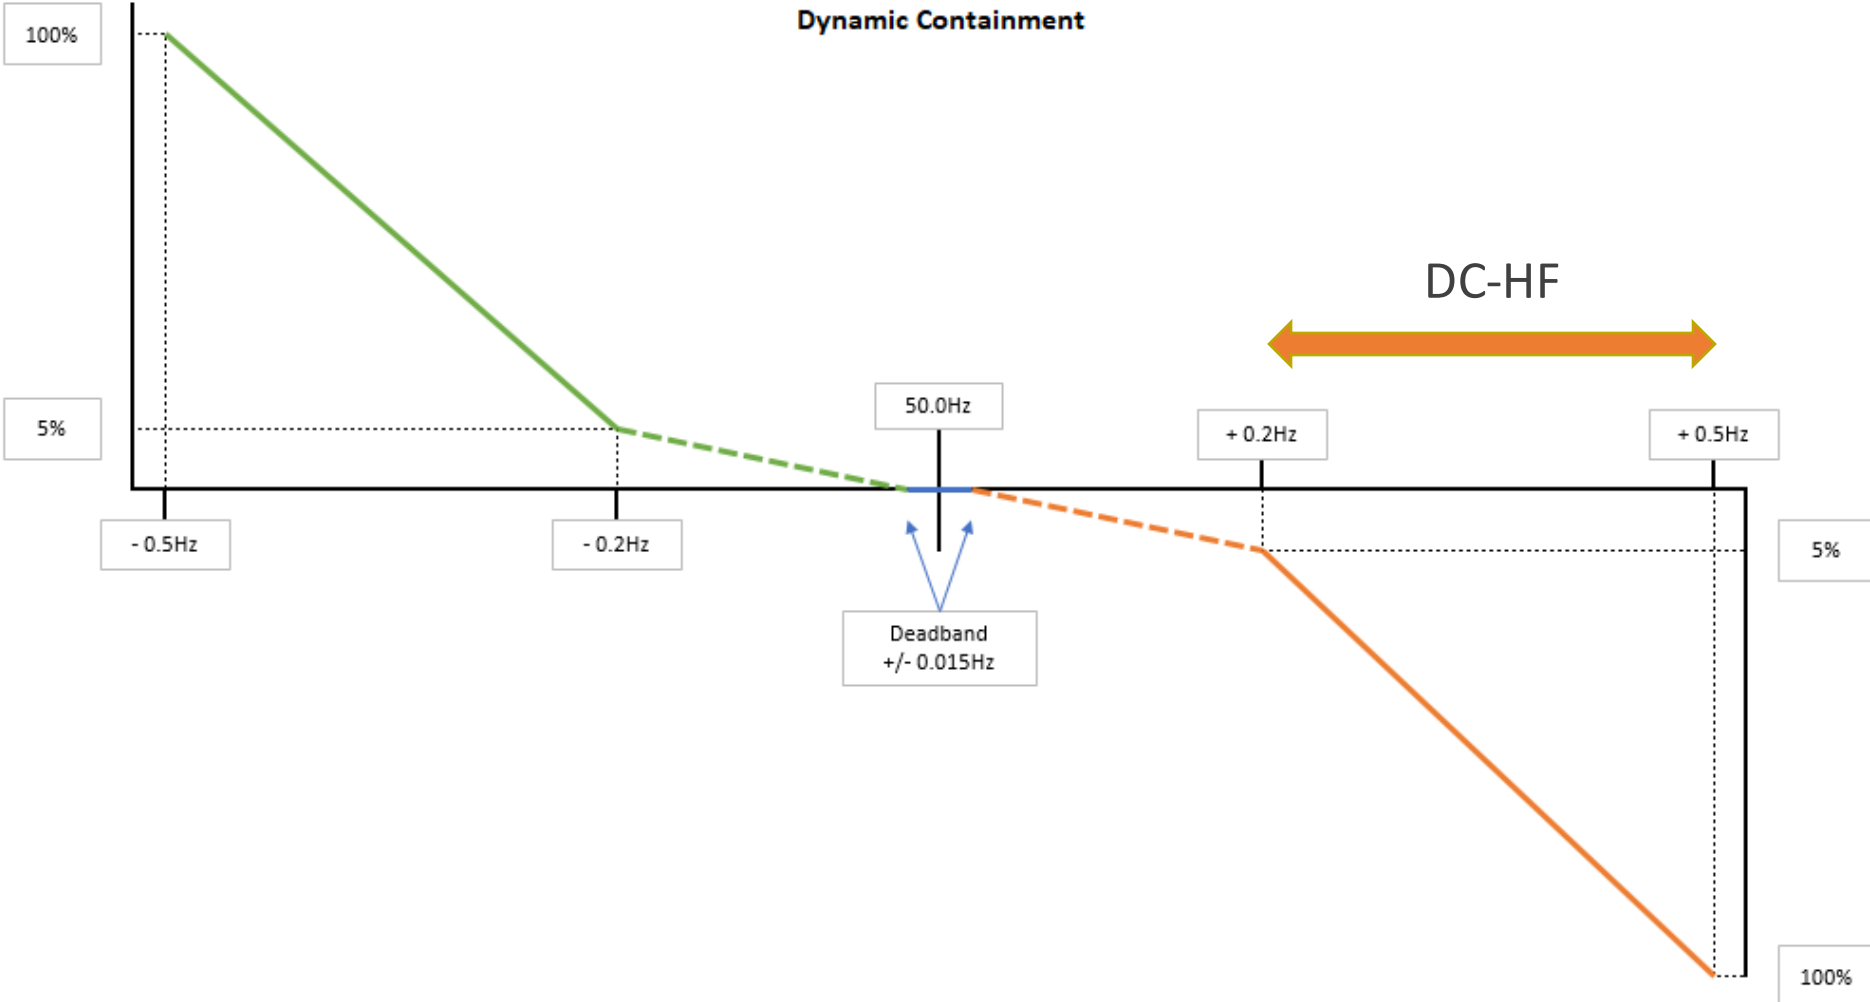 Dynamic Containment
100%
DC-HF
50.0Hz
5%
+ 0.2Hz
+ 0.5Hz
- 0.5Hz
- 0.2Hz
5%
Deadband
+/- 0.015Hz
100%